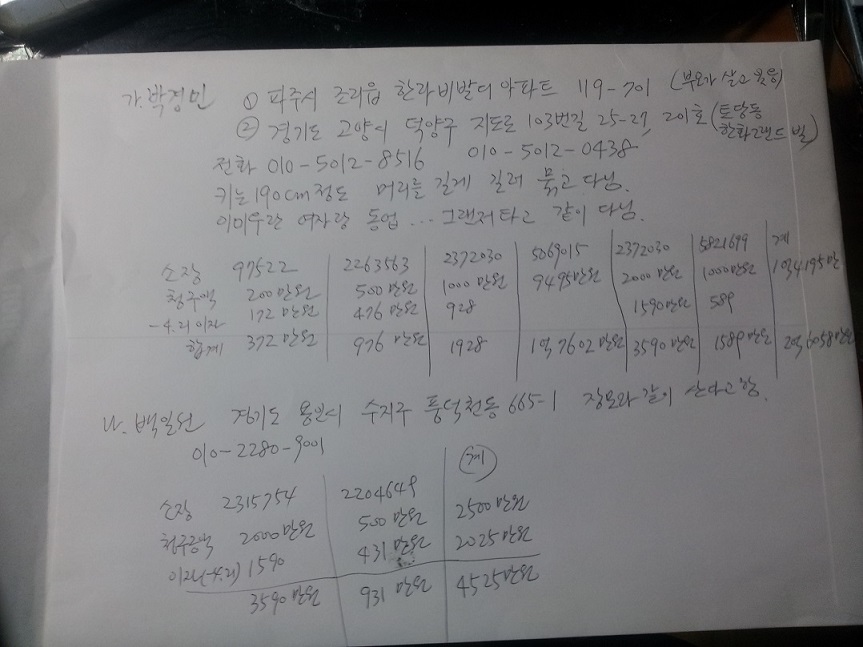 가. 박경민 ① 파주시 조리읍 한라비발디 아파트 119-701 (부모가 살고 있음)
② 경기도 고양시 덕양구 지도로 103번길 25-27, 201호 (토당동 한화그랜드빌)
전화 010-5012-8516 010-5012-0438
키는 190cm 정도 머리를 길게 길러 묶고 다님.
이미우란 여자랑 동업 ... 그랜저 타고 같이 다님.
소장 97522 2263563 2372030 5069015 2372030 5821699 계
청구액 200만원 500만원 1000만원 9495만원 2000만원 1000만원 1억4195만
-4.리 이자 172만원 476만원 928 1590만원 589
합계 372만원 976만원 1928 1억7602만원 3590만원 1589만원 2억6058만원
나. 백일현 경기도 용인시 수지구 풍덕천동 665-1 장모와 같이 산다고 함.
010-2280-9001
계
소장 2315754 2204649 2500만원
청구금액 2000만원 500만원
이자(-4.리) 1590 431만원 2025만원
3590만원 931만원 4525만원